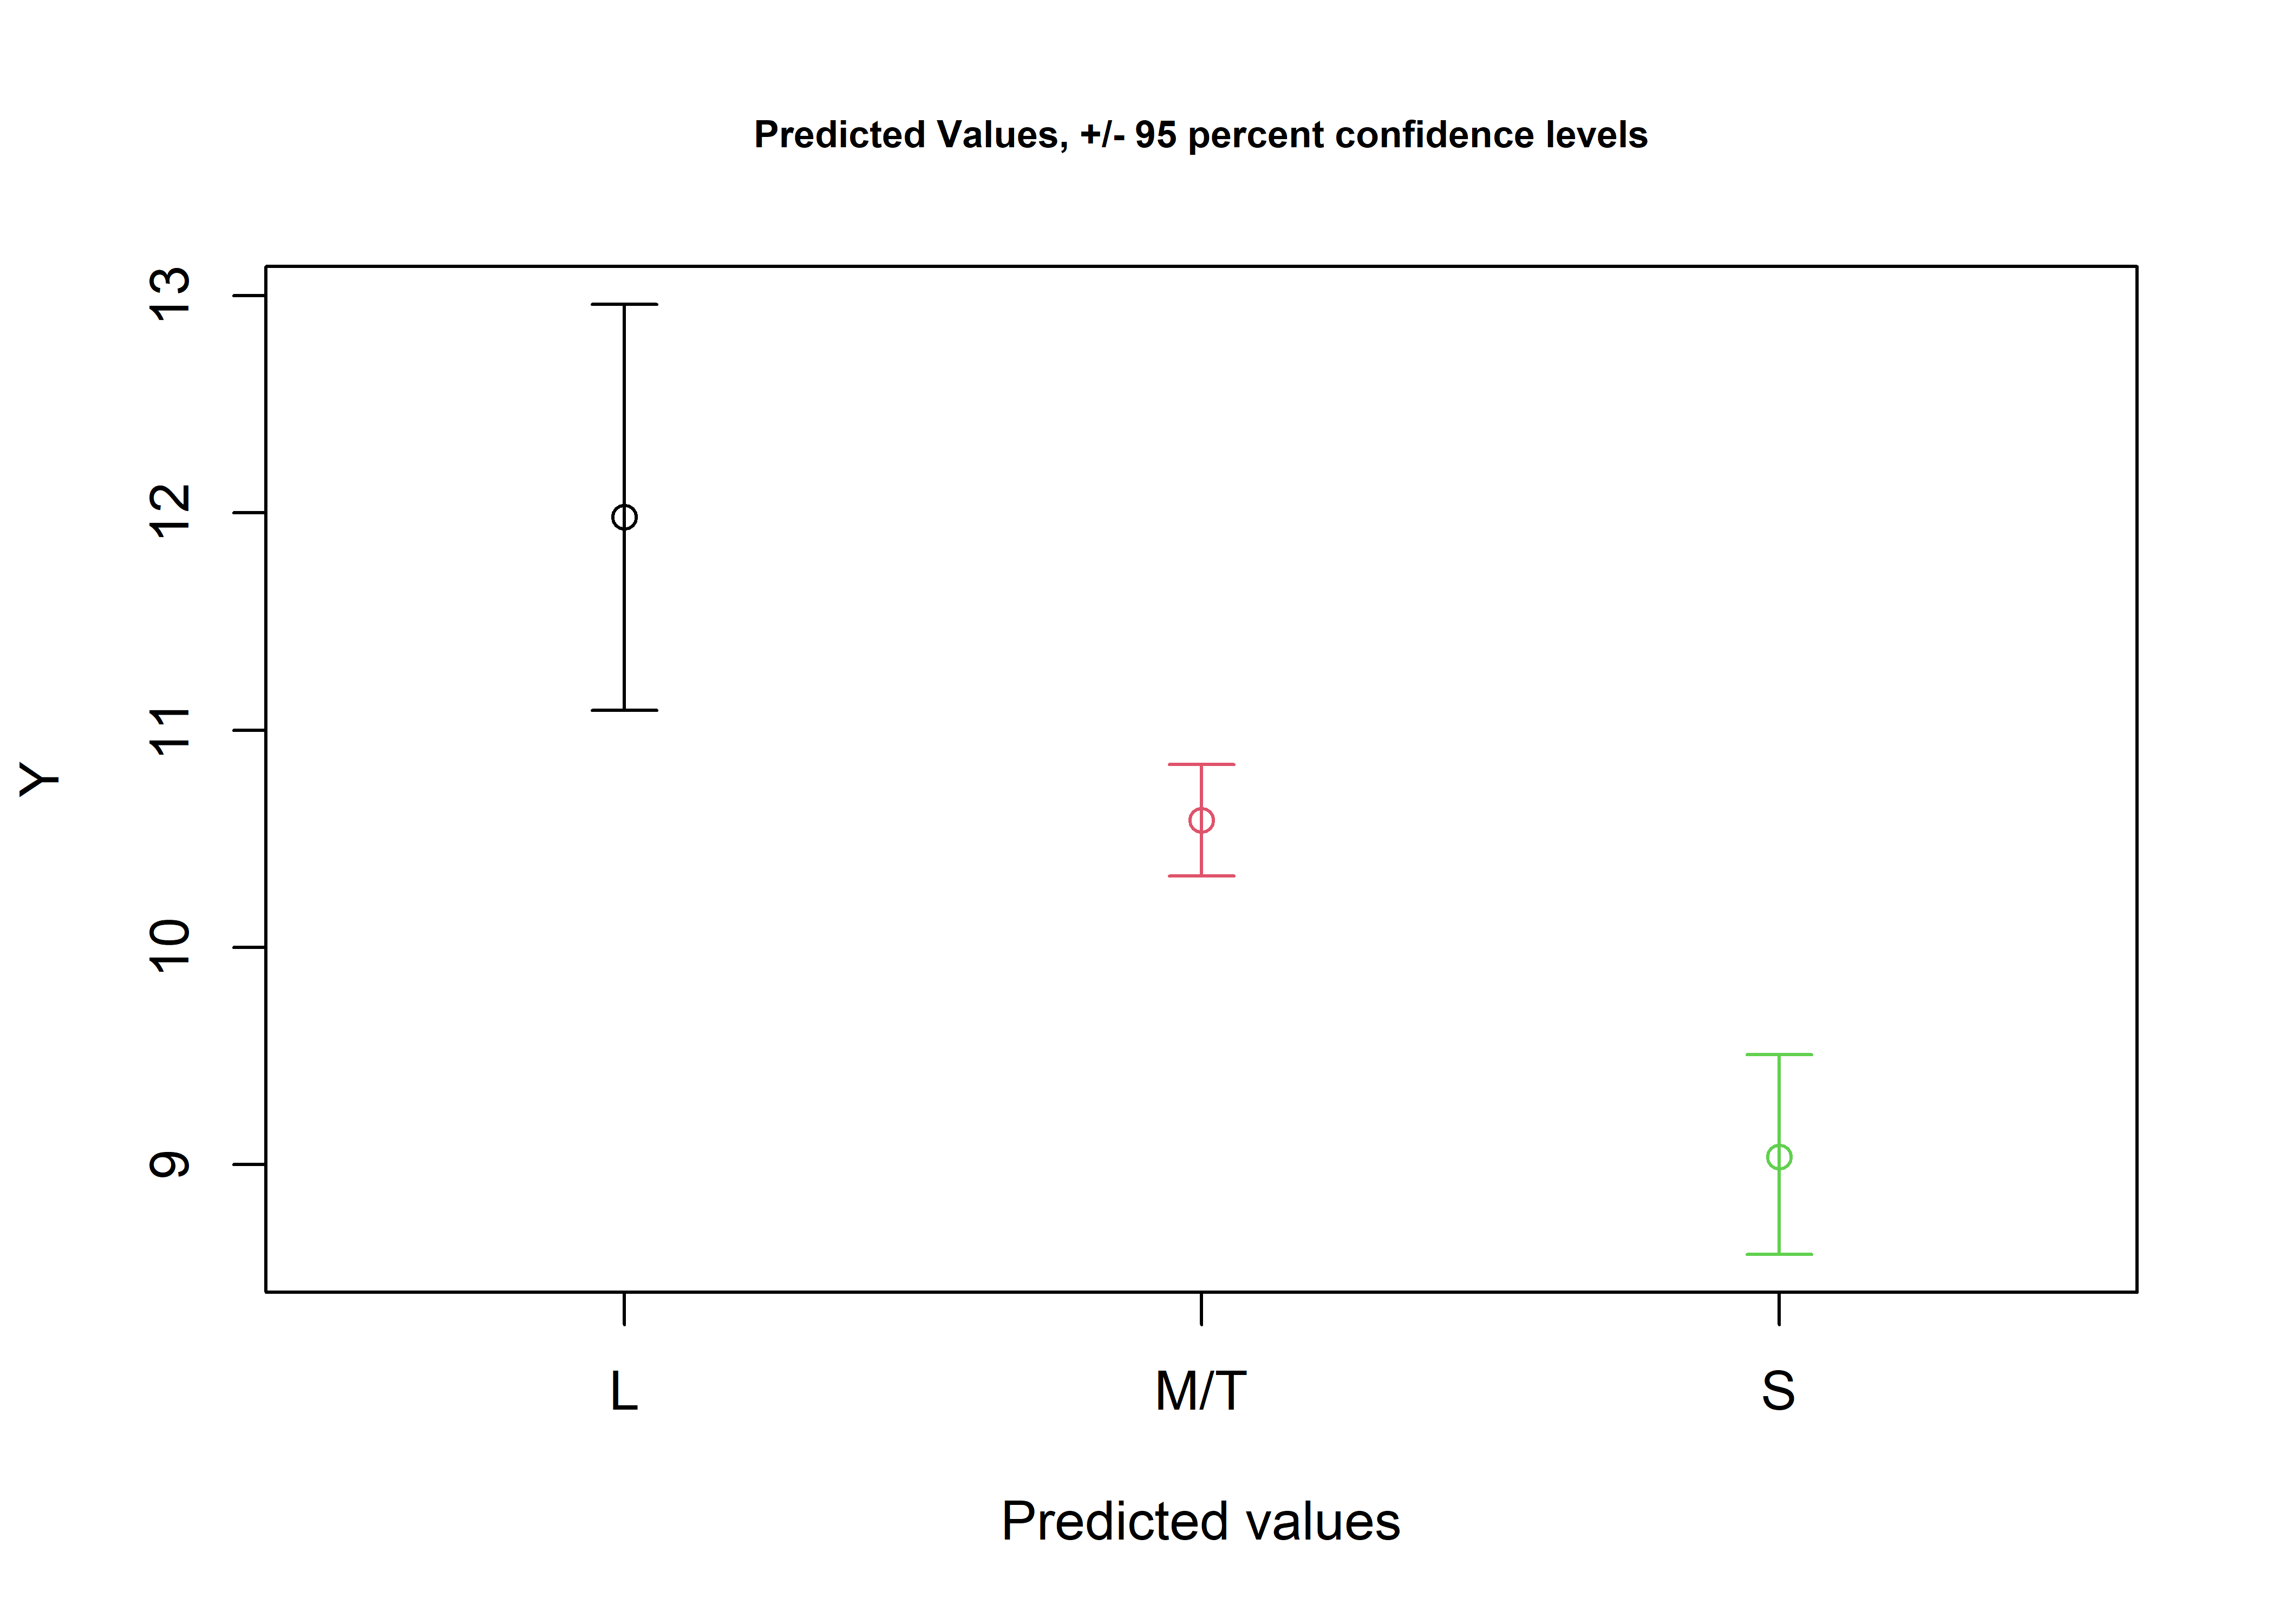 Predicted Values, +/- 95 percent confidence levels
13
12
11
10
9
Y
L
M/T
S
Predicted values